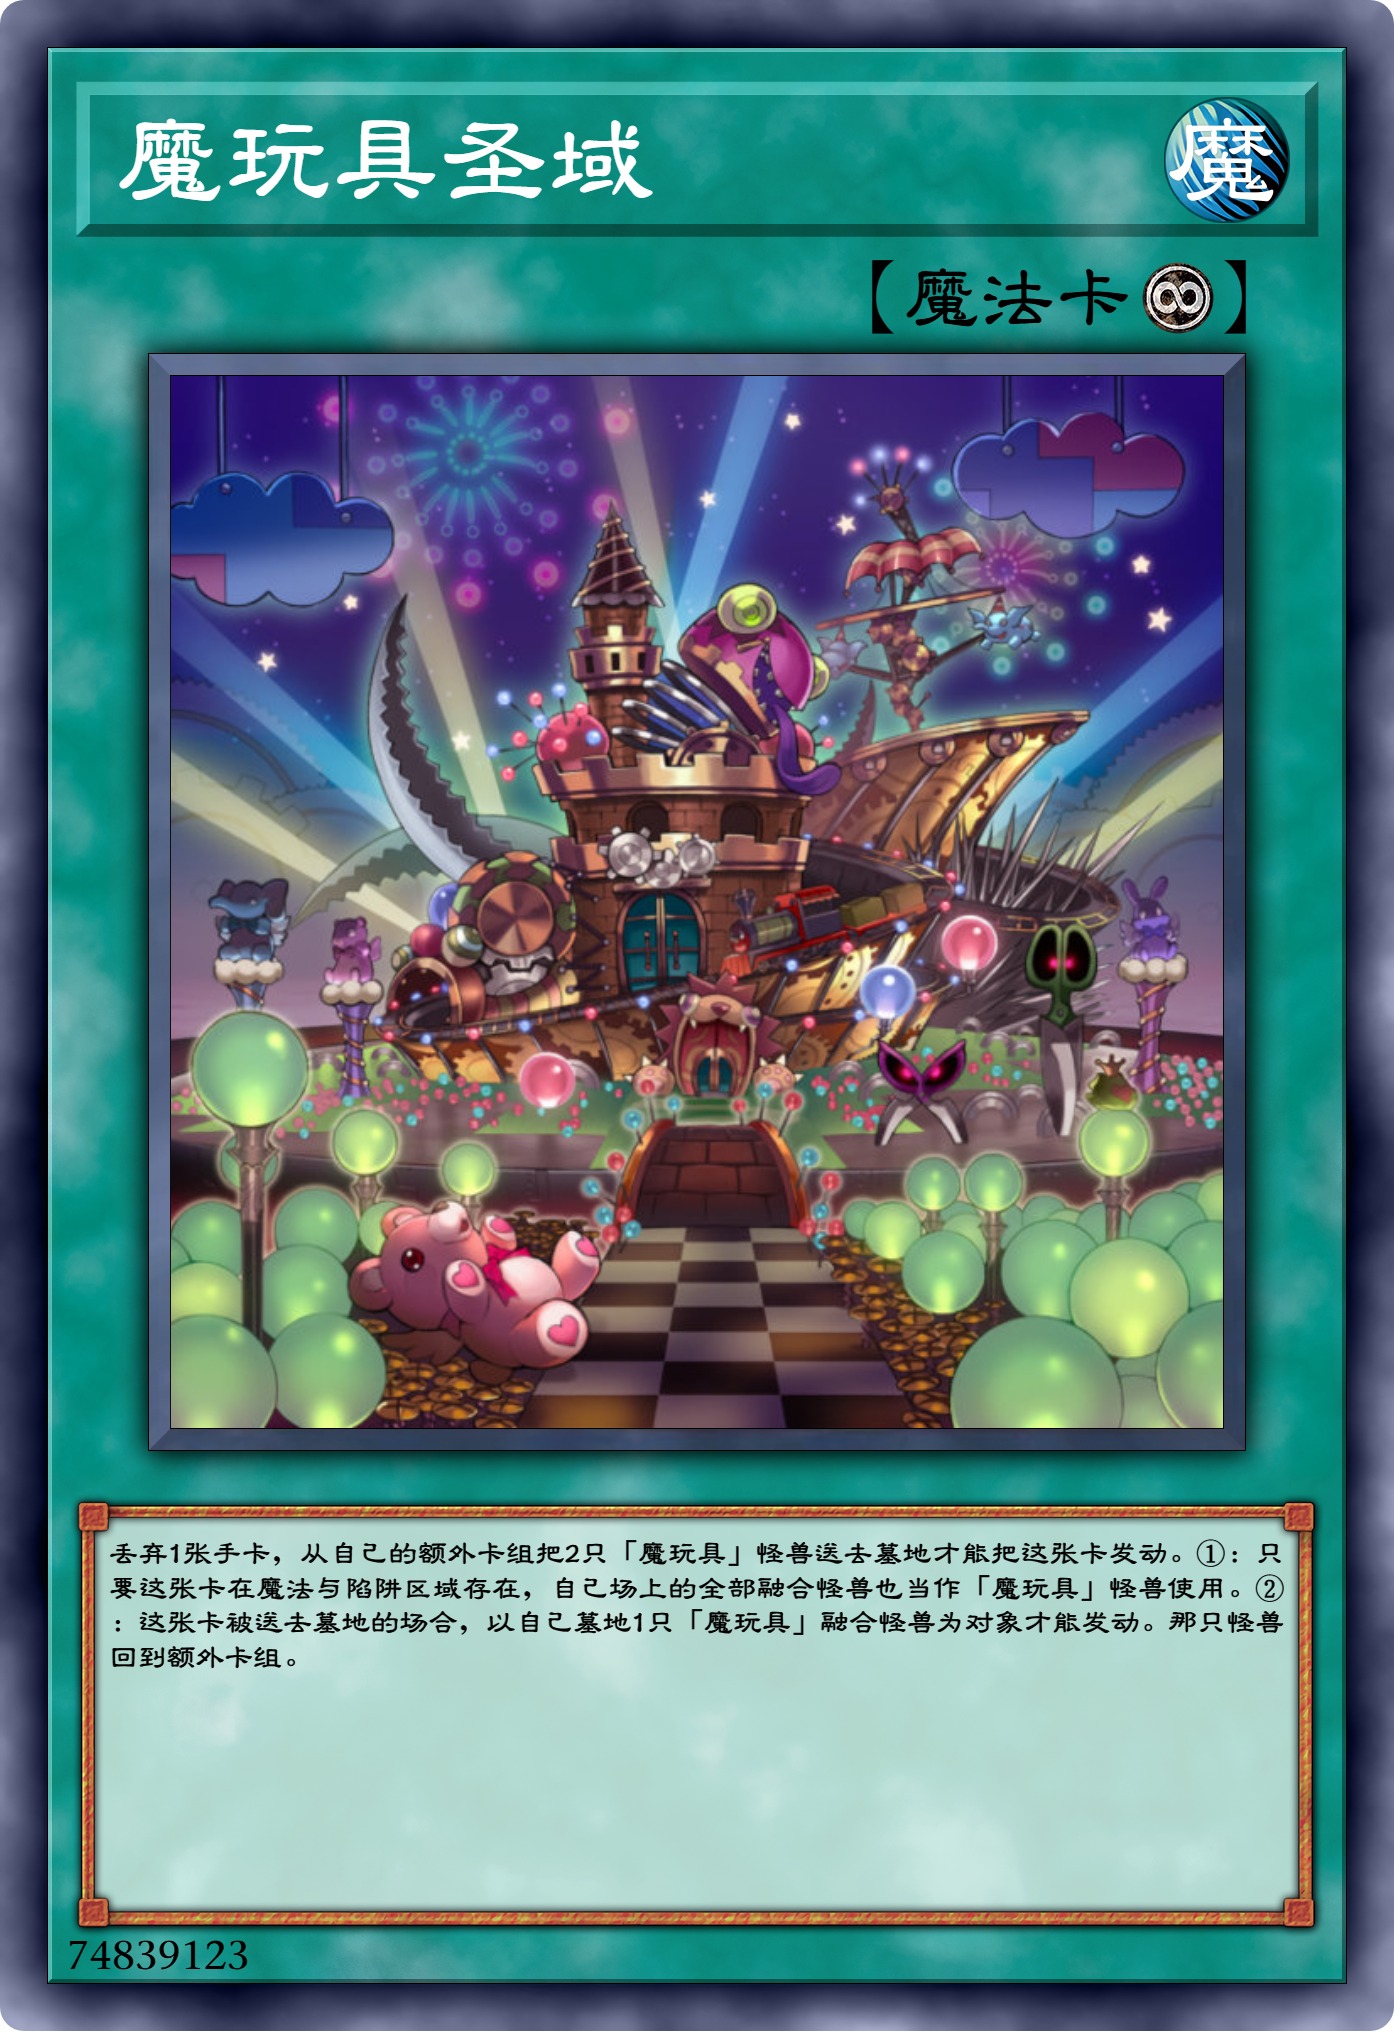 魔玩具圣域
魔
【魔法卡】
丢弃1张手卡，从自己的额外卡组把2只「魔玩具」怪兽送去墓地才能把这张卡发动。①：只
要这张卡在魔法与陷阱区域存在，自己场上的全部融合怪兽也当作「魔玩具」怪兽使用。②
：这张卡被送去墓地的场合，以自己墓地1只「魔玩具」融合怪兽为对象才能发动。那只怪兽
回到额外卡组。
74839123